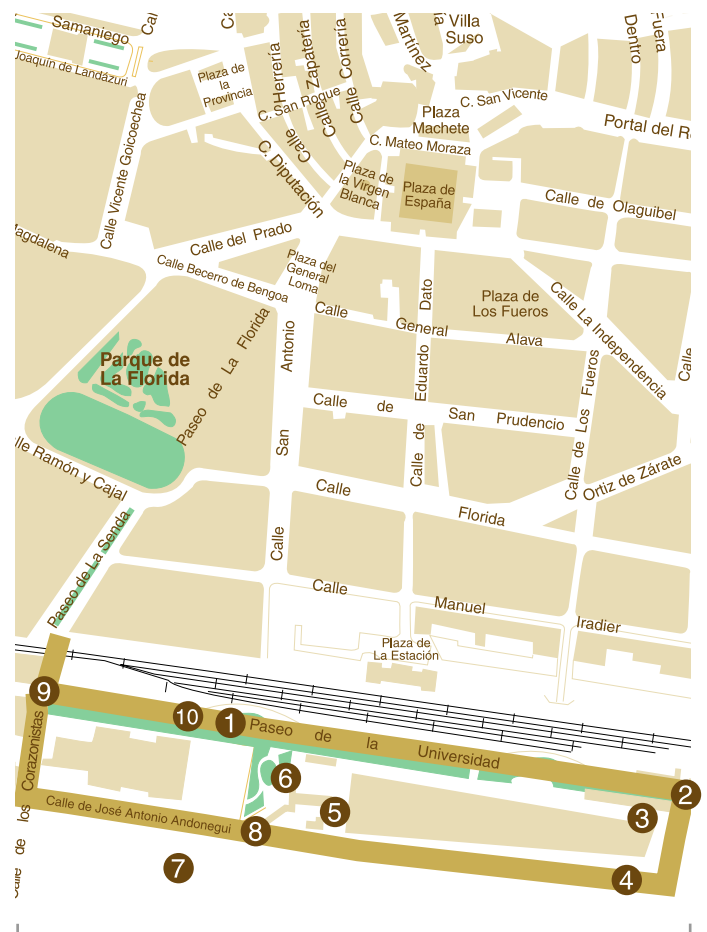 Samaniego
Joaquín de Landázuri
Cal
Ca
Plaza de
la
Provincia
Calle Herrería
Calle Zapatería
Calle Correría
C. San Roque
Martínez
Villa
Suso
Dentro
Fuera
Plaza
Machete
C. San Vicente
Portal del R
C. Mateo Moraza
C. Diputación
Plaza de
la Virgen
Blanca
Plaza de
España
Calle de Olaguibel
Calle Vicente Goicoechea
Magdalena
Calle del Prado
Calle Becerro de Bengoa
Plaza del
General
Loma
Calle General Alava
Plaza de
Los Fueros
Calle La Independencia
Calle
Calle de Eduardo Dato
Parque de
La Florida
Paseo de La Florida
Calle San Antonio
Calle de San Prudencio
Calle de Los Fueros
Ortiz de Zárate
lle Ramón y Cajal
Calle Florida
Paseo de La Senda
Calle Manuel Iradier
Plaza de
La Estación
9
10
1
Paseo de la Universidad
2
6
5
3
Calle de los Corazonistas
Calle de José Antonio Andonegui
8
7
4